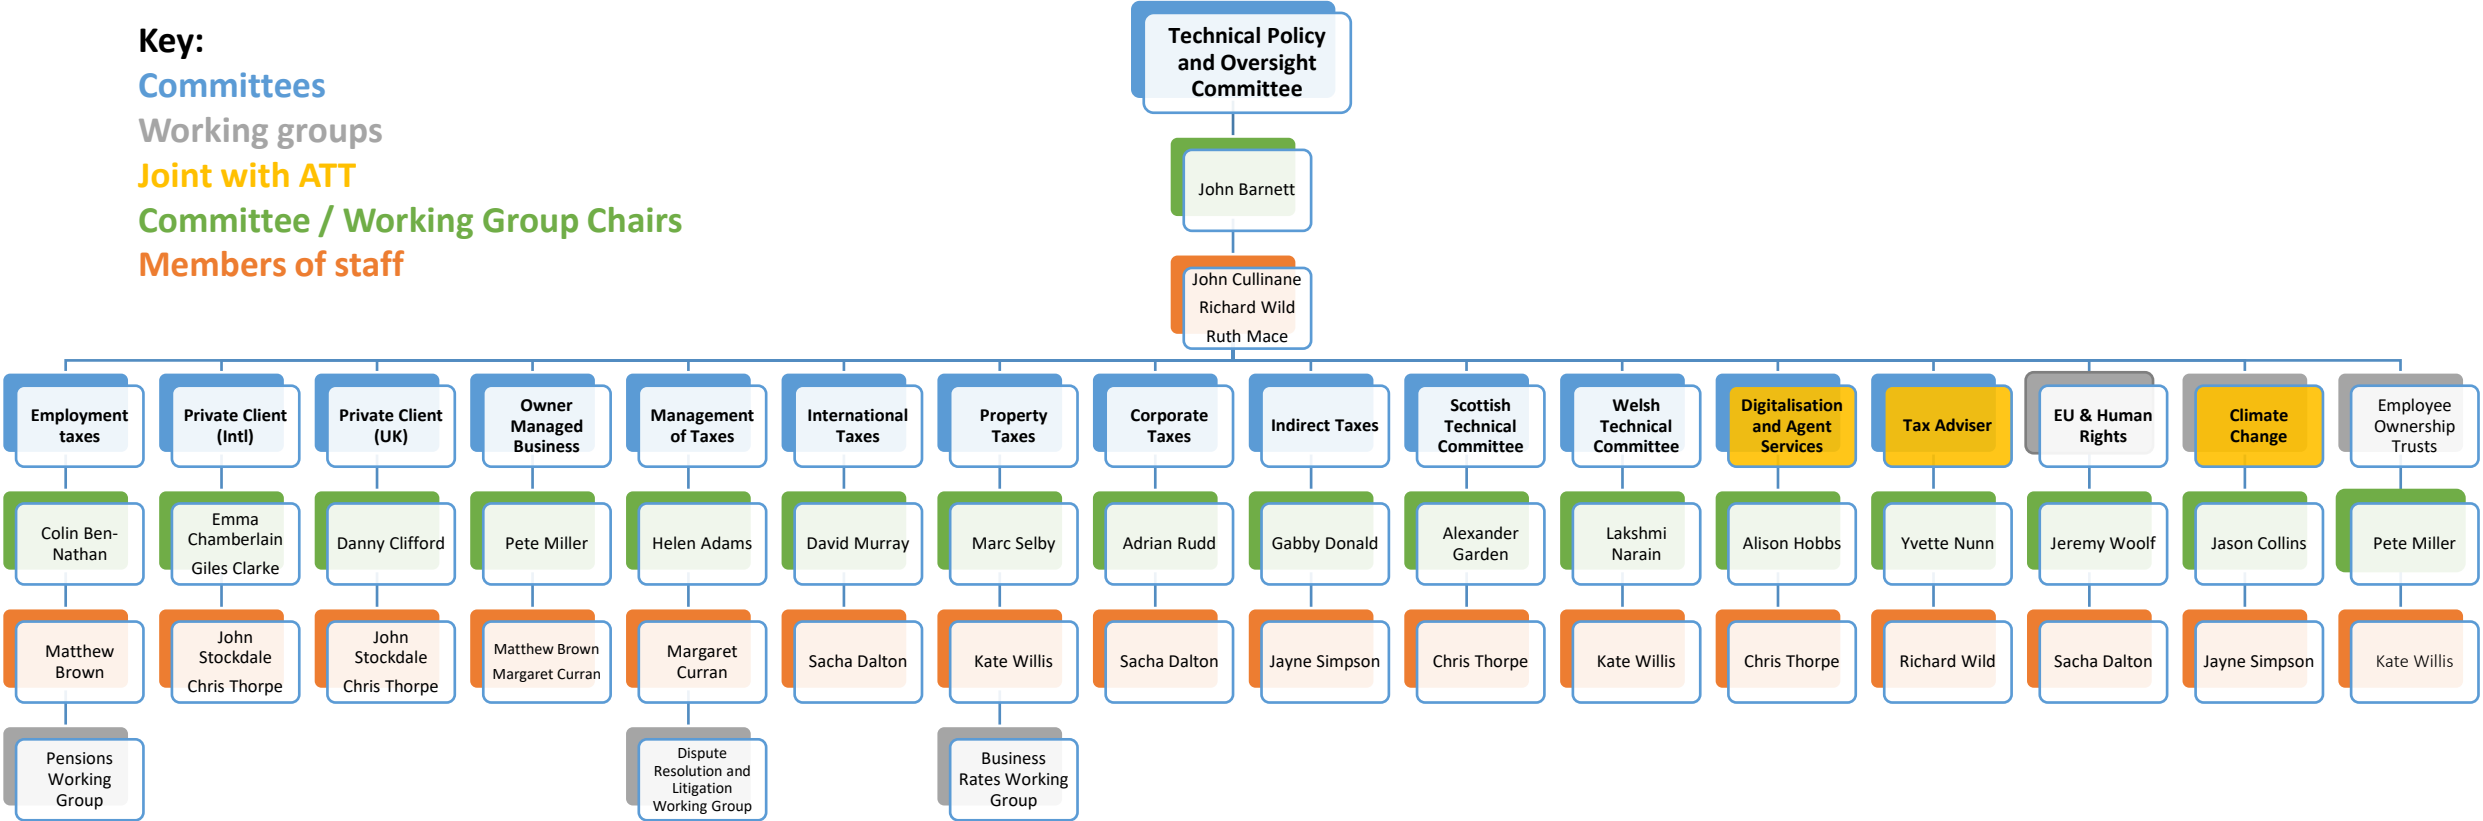 Key:
Committees
Working groups
Joint with ATT
Committee / Working Group Chairs
Members of staff
Technical Policy
and Oversight
Committee
John Barnett
John Cullinane
Richard Wild
Ruth Mace
Employment
taxes
Private Client
(Intl)
Private Client
(UK)
Owner
Managed
Business
Management
of Taxes
International
Taxes
Property
Taxes
Corporate
Taxes
Indirect Taxes
Scottish
Technical
Committee
Welsh
Technical
Committee
Digitalisation
and Agent
Services
Tax Adviser
EU & Human
Rights
Climate
Change
Employee
Ownership
Trusts
Colin Ben-
Nathan
Emma
Chamberlain
Giles Clarke
Danny Clifford
Pete Miller
Helen Adams
David Murray
Marc Selby
Adrian Rudd
Gabby Donald
Alexander
Garden
Lakshmi
Narain
Alison Hobbs
Yvette Nunn
Jeremy Woolf
Jason Collins
Pete Miller
Matthew
Brown
John
Stockdale
Chris Thorpe
John
Stockdale
Chris Thorpe
Matthew Brown
Margaret Curran
Margaret
Curran
Sacha Dalton
Kate Willis
Sacha Dalton
Jayne Simpson
Chris Thorpe
Kate Willis
Chris Thorpe
Richard Wild
Sacha Dalton
Jayne Simpson
Kate Willis
Pensions
Working
Group
Dispute
Resolution and
Litigation
Working Group
Business
Rates Working
Group